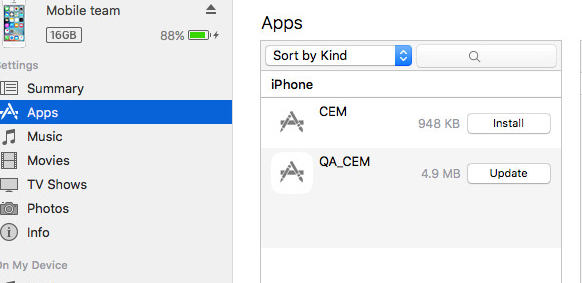 Mobile team
16GB
88%
Settings
Summary
Apps
Music
Movies
TV Shows
Photos
Info
On My Device
Apps
Sort by Kind
iPhone
CEM
948 KB
Install
QA_CEM
4.9 MB
Update